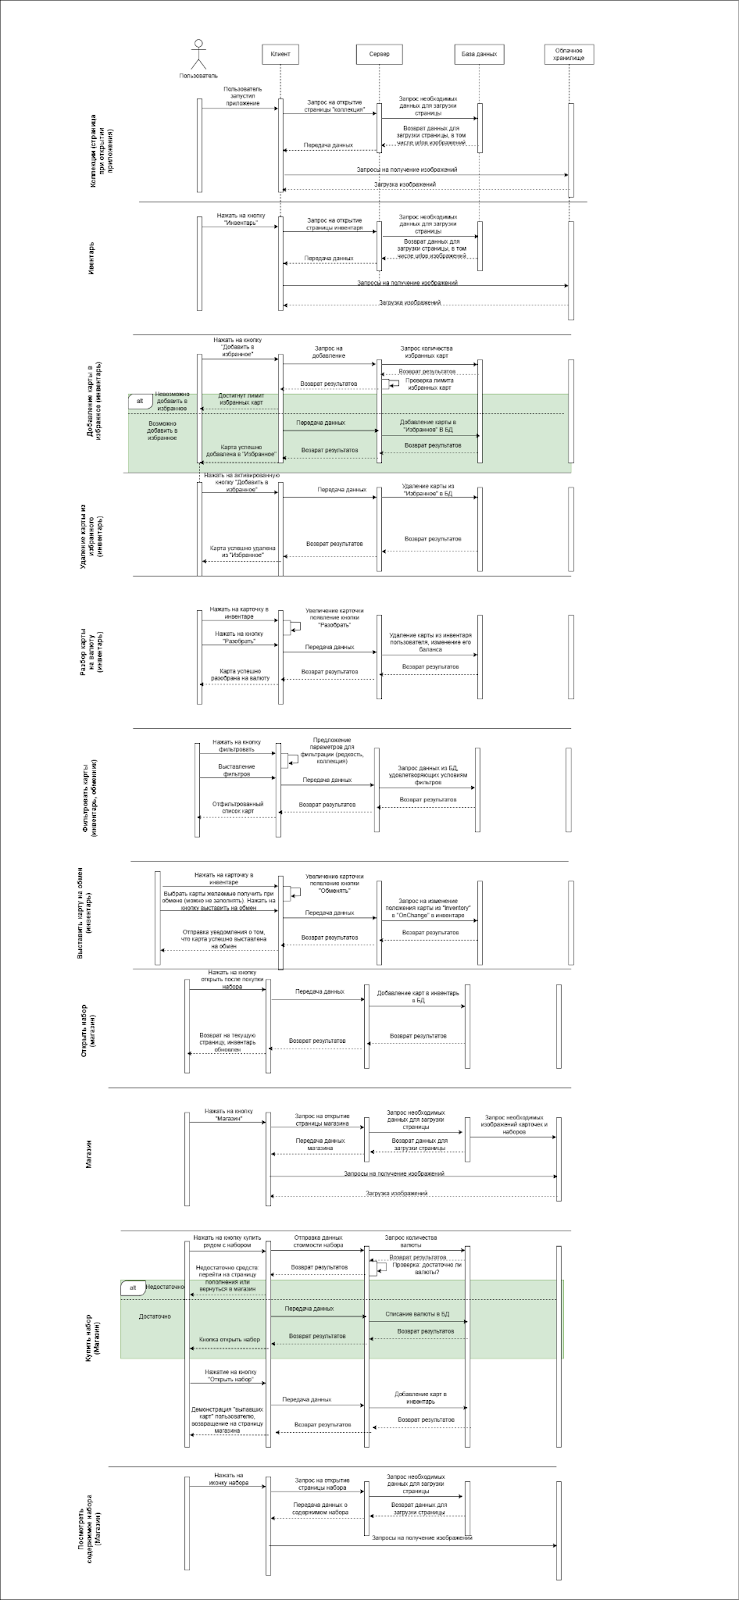 Пользователь
Клиент
Сервер
База данных
Облачное
хранилище
Коллекции (страница
при открытии
приложения)
Пользователь
запустил
приложение
Запрос на открытие
страницы "коллекция"
Запрос необходимых
данных для загрузки
страницы
Возврат данных для
загрузки страницы, в том
числе urlов изображений
Передача данных
Запросы на получение изображений
Загрузка изображений
Ивентарь
Нажать на кнопку
"Инвентарь"
Запрос на открытие
страницы инвентаря
Запрос необходимых
данных для загрузки
страницы
Возврат данных для
загрузки страницы, в том
числе urlов изображений
Передача данных
Запросы на получение изображений
Загрузка изображений
Добавление карты в
избранное (инвентарь)
Нажать на кнопку
"Добавить в
избранное"
Запрос на
добавление
Запрос количества
избранных карт
Возврат результатов
Возврат результатов
Проверка лимита
избранных карт
alt
Невозможно
добавить в
избранное
Достигнут лимит
избранных карт
Возможно
добавить в
избранное
Передача данных
Добавление карты в
"Избранное" В БД
Карта успешно
добавлена в "Избранное"
Возврат результатов
Возврат результатов
Удаление карты из
избранного
(инвентарь)
Нажать на активированную
кнопку "Добавить в
избранное"
Передача данных
Удаление карты из
"Избранное" в БД
Возврат результатов
Возврат результатов
Карта успешно удалена
из "Избранное"
Разбор карты
на валюту
(инвентарь)
Нажать на карточку в
инвентаре
Увеличение карточки
появление кнопки
"Разобрать"
Нажать на кнопку
"Разобрать"
Передача данных
Удаление карты из инвентаря
пользователя, изменение его
баланса
Возврат результатов
Возврат результатов
Карта успешно
разобрана на валюту
Фильтровать карты
(инвентарь, обменник)
Нажать на кнопку
фильтровать
Предложение
параметров для
фильтрации (редкость,
коллекция)
Выставление
фильтров
Передача данных
Запрос данных из БД,
удовлетворяющих условиям
фильтров
Возврат результатов
Возврат результатов
Отфильтрованный
список карт
Выставить карту на обмен
(инвентарь)
Нажать на карточку в
инвентаре
Увеличение карточки
появление кнопки
"Обменять"
Выбрать карты желаемые получить при
обмене (можно не заполнять). Нажать на
кнопку выставить на обмен
Передача данных
Запрос на изменение
положения карты из "Inventory"
в "OnChange" в инвентаре
Отправка уведомления о том,
что карта успешно выставлена
на обмен
Возврат результатов
Возврат результатов
Открыть набор
(магазин)
Нажать на кнопку
открыть после покупки
набора
Передача данных
Добавление карт в инвентарь
в БД
Возврат на текущую
страницу, инвентарь
обновлен
Возврат результатов
Возврат результатов
Магазин
Нажать на кнопку
"Магазин"
Запрос на открытие
страницы магазина
Запрос необходимых
данных для загрузки
страницы
Запрос необходимых
изображений карточек и
наборов
Передача данных
магазина
Возврат данных для
загрузки страницы
Запросы на получение изображений
Загрузка изображений
Купить набор
(Магазин)
Нажать на кнопку купить
рядом с набором
Отправка данных
стоимости набора
Запрос количества
валюты
Возврат результатов
Проверка: достаточно ли
валюты?
Возврат результатов
Недостаточно средств
перейти на страницу
пополнения или
вернуться в магазин
alt
Недостаточно
Достаточно
Передача данных
Списание валюты в БД
Возврат результатов
Возврат результатов
Кнопка открыть набор
Нажатие на кнопку
"Открыть набор"
Передача данных
Добавление карт в
инвентарь
Демонстрация "выпавших
карт" пользователю,
возвращение на страницу
магазина
Возврат результатов
Возврат результатов
Посмотреть
содержимое набора
(Магазин)
Нажать на
иконку набора
Запрос на открытие
страницы набора
Запрос необходимых
данных для загрузки
страницы
Передача данных о
содержимом набора
Возврат данных для
загрузки страницы
Запросы на получение изображений